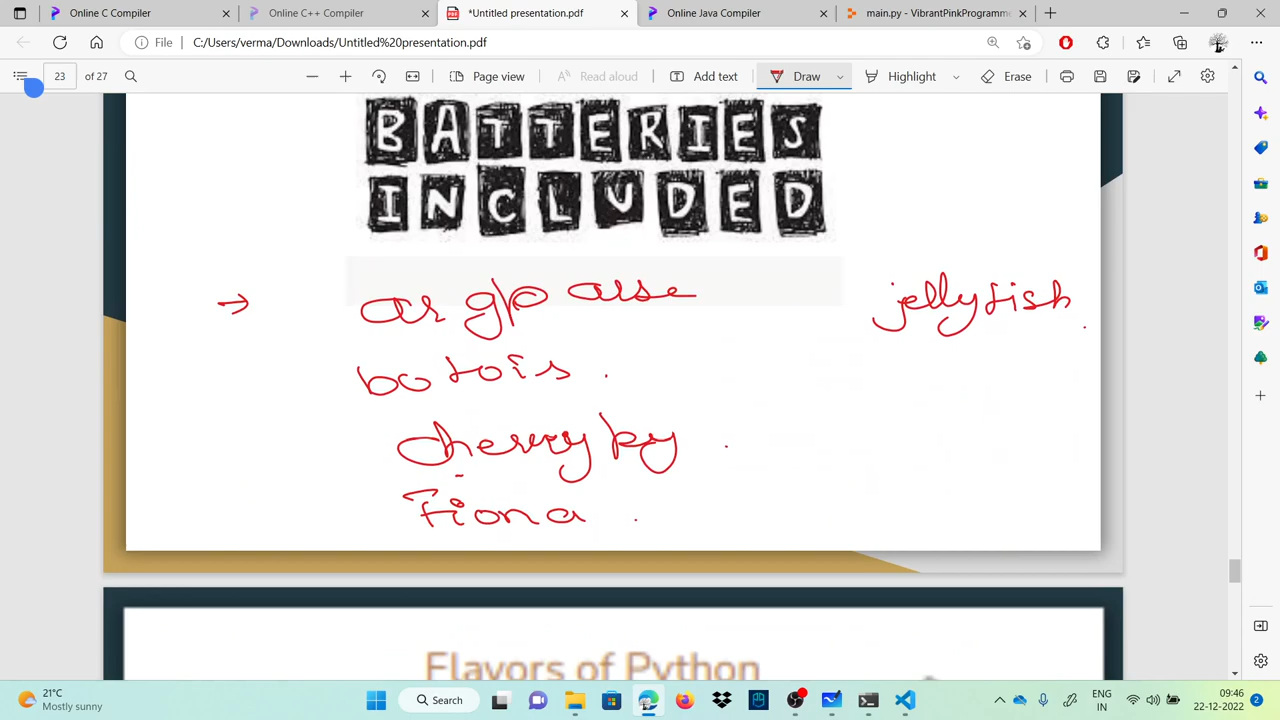 Online C Compiler
Online C++ Compiler
*Untitled presentation.pdf
Online Java Compiler
main.py - VibrantPinkProgramm
File C:/Users/verma/Downloads/Untitled%20presentation.pdf
23 of 27 Page view Read aloud Add text Draw Highlight Erase
BATTERIES
INCLUDED
→ argparse jellyfish.
cherrypy.
Fiona.
Flavors of Python
21°C
Mostly sunny
Search
ENG
IN
09:46
22-12-2022
2